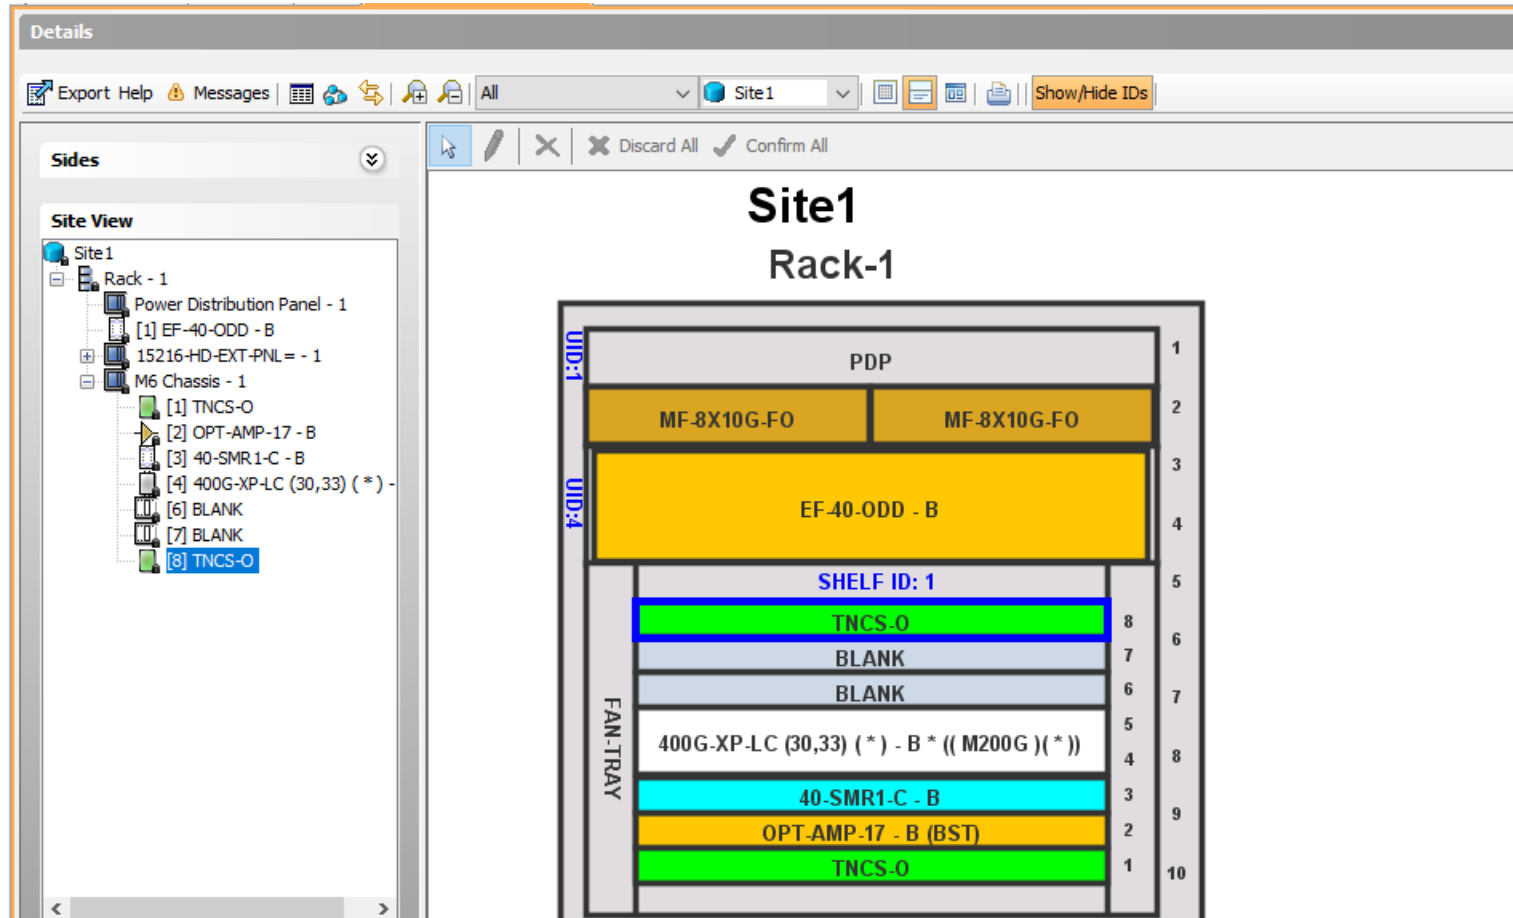 Details
Export Help Messages All Site1 Show/Hide IDs
Sides
Discard All Confirm All
Site View
Site1
Rack - 1
Power Distribution Panel - 1
[1] EF-40-ODD - B
15216-HD-EXT-PNL= - 1
M6 Chassis - 1
[1] TNCS-O
[2] OPT-AMP-17 - B
[3] 40-SMR1-C - B
[4] 400G-XP-LC (30,33) ( * ) -
[6] BLANK
[7] BLANK
[8] TNCS-O
Site1
Rack-1
UID:1
PDP
1
MF-8X10G-FO MF-8X10G-FO
2
UID:4
EF-40-ODD - B
3
4
SHELF ID: 1
5
FAN-TRAY
TNCS-O 8
6
BLANK 7
BLANK 6
7
400G-XP-LC (30,33) ( * ) - B * (( M200G )( * ))
5
4
8
40-SMR1-C - B 3
9
OPT-AMP-17 - B (BST) 2
TNCS-O 1
10